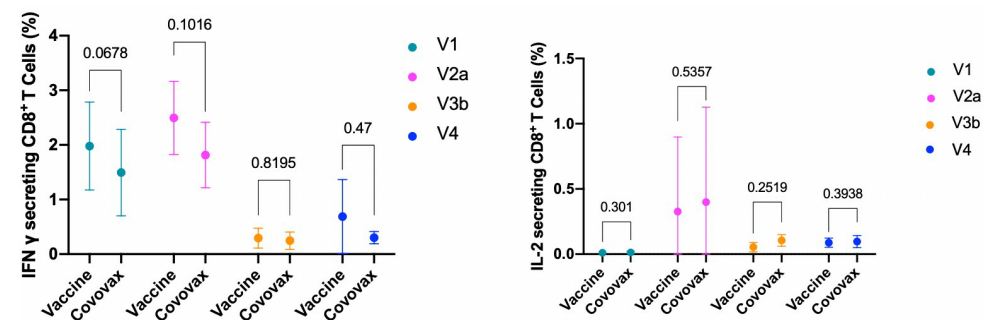 IFN γ secreting CD8⁺ T Cells (%)
4
3
2
1
0
0.0678
0.1016
0.8195
0.47
Vaccine
Covovax
Vaccine
Covovax
Vaccine
Covovax
Vaccine
Covovax
V1
V2a
V3b
V4
IL-2 secreting CD8⁺ T Cells (%)
1.5
1.0
0.5
0.0
0.301
0.5357
0.2519
0.3938
Vaccine
Covovax
Vaccine
Covovax
Vaccine
Covovax
Vaccine
Covovax
V1
V2a
V3b
V4